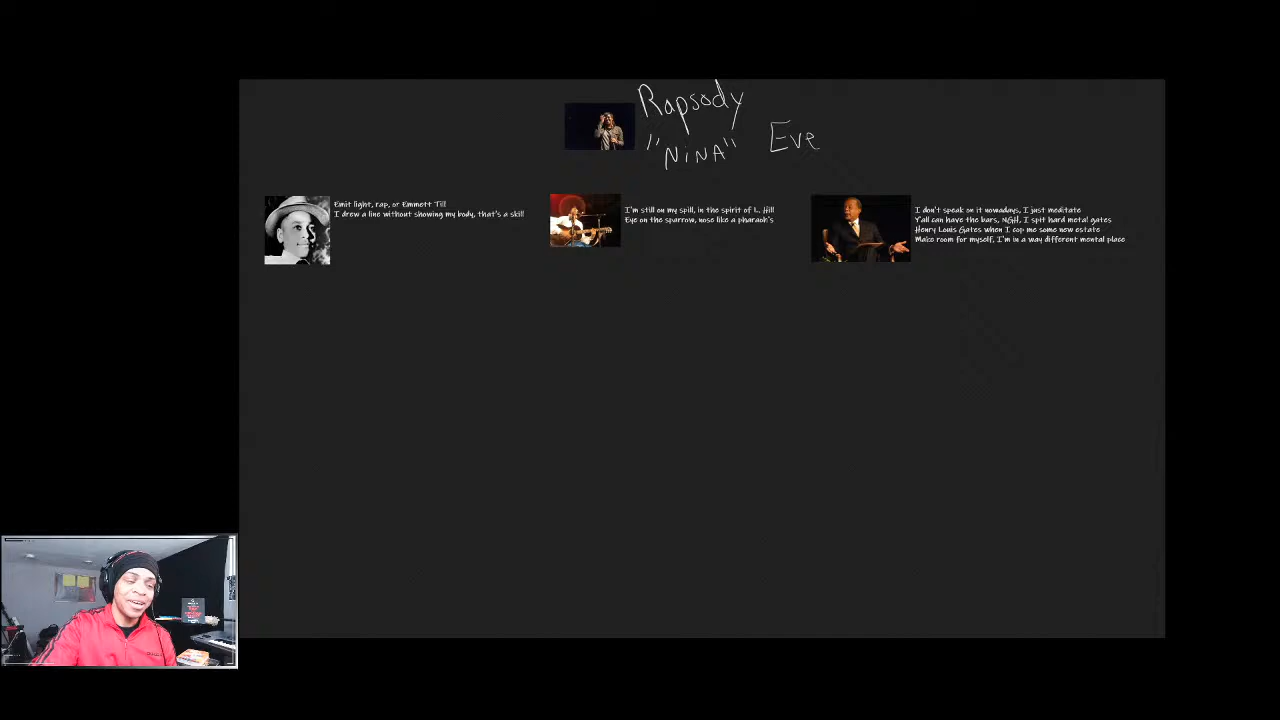 Rapsody
"NiNA" Eve
Emit light, rap, or Emmett Till
I drew a line without showing my body, that's a skill
I'm still on my spill, in the spirit of L. Hill
Eye on the sparrow, nose like a pharaoh's
I don't speak on it nowadays, I just meditate
Y'all can have the bars, NGH, I spit hard metal gates
Henry Louis Gates when I cop me some new estate
Make room for myself, I'm in a way different mental place